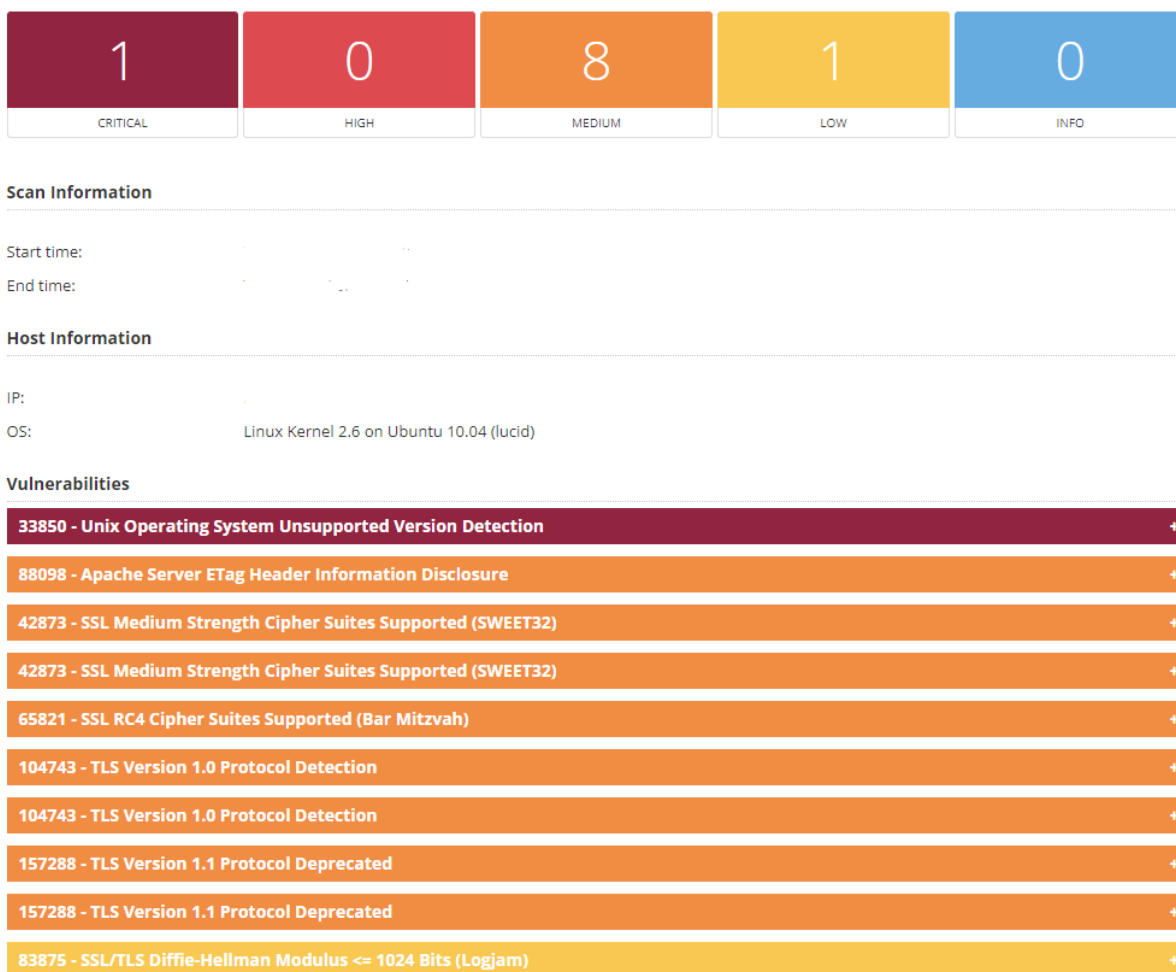 1 0 8 1 0
CRITICAL HIGH MEDIUM LOW INFO
Scan Information
Start time:
End time:
Host Information
IP:
OS: Linux Kernel 2.6 on Ubuntu 10.04 (lucid)
Vulnerabilities
33850 - Unix Operating System Unsupported Version Detection +
88098 - Apache Server ETag Header Information Disclosure +
42873 - SSL Medium Strength Cipher Suites Supported (SWEET32) +
42873 - SSL Medium Strength Cipher Suites Supported (SWEET32) +
65821 - SSL RC4 Cipher Suites Supported (Bar Mitzvah) +
104743 - TLS Version 1.0 Protocol Detection +
104743 - TLS Version 1.0 Protocol Detection +
157288 - TLS Version 1.1 Protocol Deprecated +
157288 - TLS Version 1.1 Protocol Deprecated +
83875 - SSL/TLS Diffie-Hellman Modulus <= 1024 Bits (Logjam) +